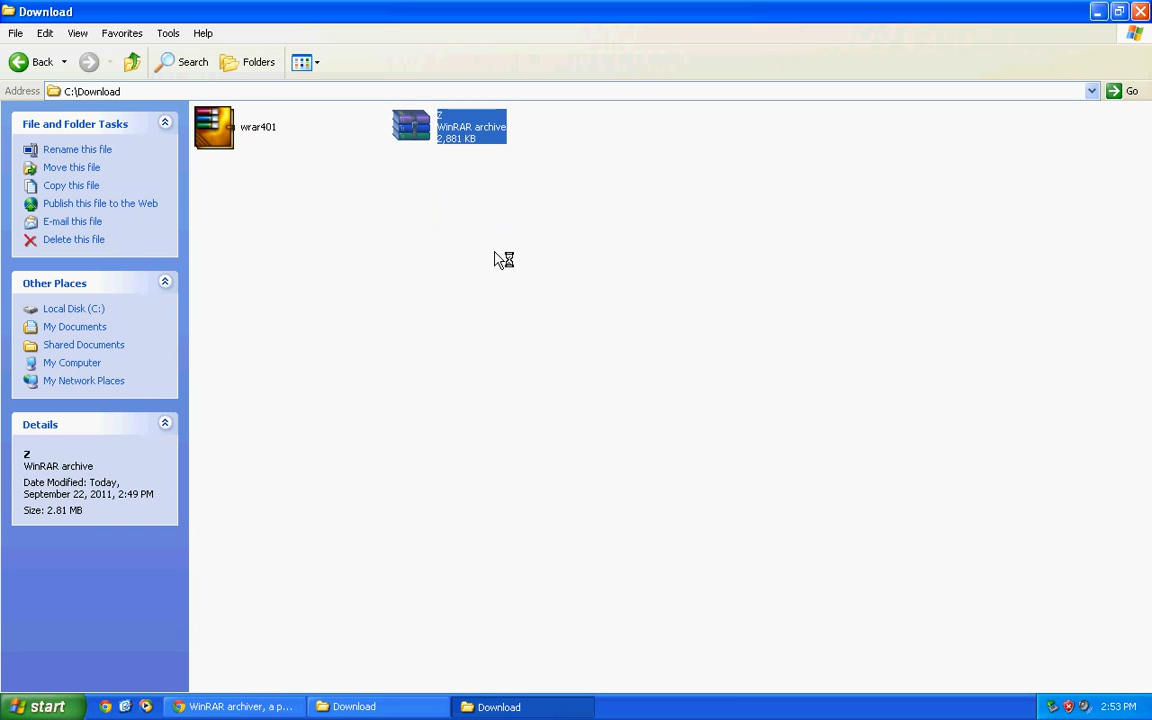 Download
File Edit View Favorites Tools Help
Back Search Folders
Address C:\Download Go
File and Folder Tasks
Rename this file
Move this file
Copy this file
Publish this file to the Web
E-mail this file
Delete this file
Other Places
Local Disk (C:)
My Documents
Shared Documents
My Computer
My Network Places
Details
Z
WinRAR archive
Date Modified: Today,
September 22, 2011, 2:49 PM
Size: 2.81 MB
wrar401
Z
WinRAR archive
2,881 KB
start WinRAR archiver, a p... Download Download 2:53 PM